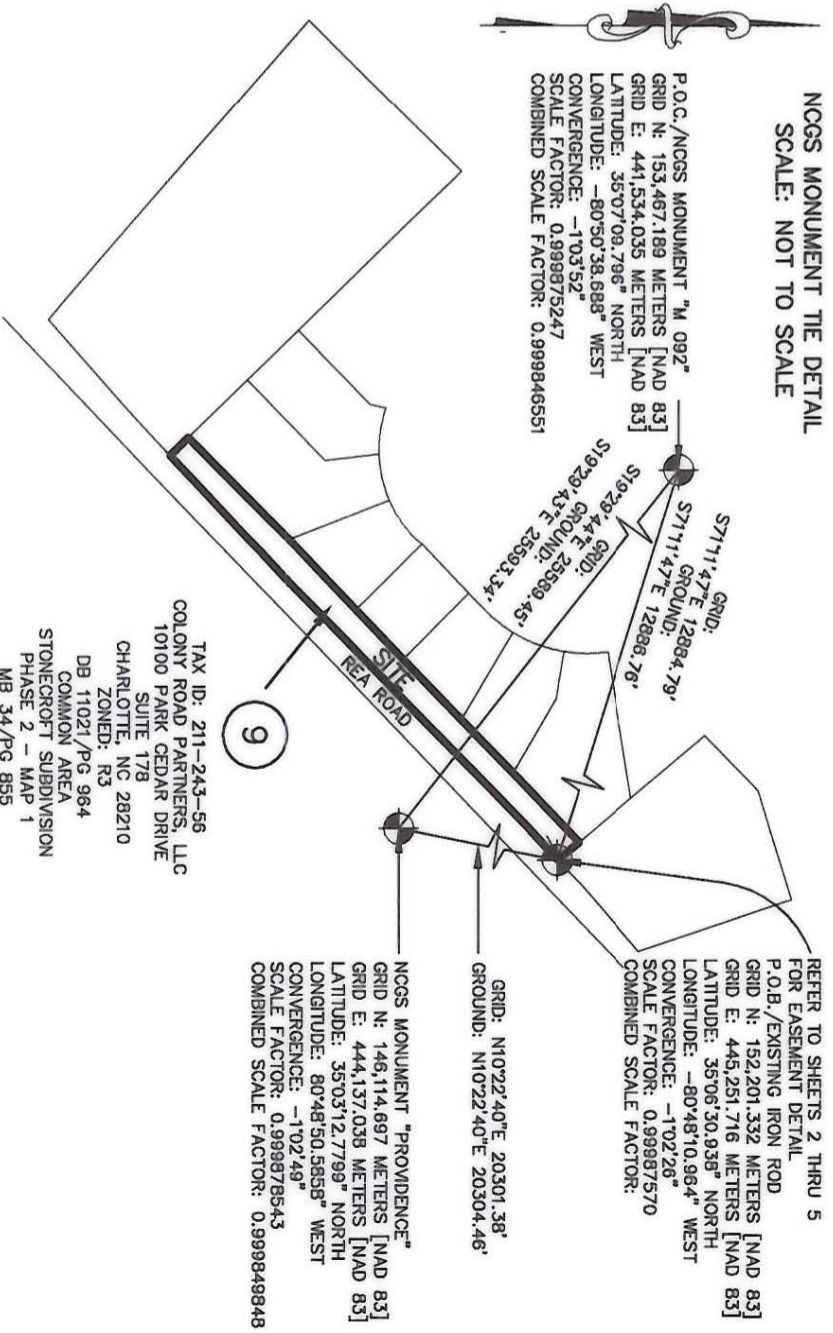 NCGS MONUMENT TIE DETAIL
SCALE: NOT TO SCALE
P.O.C./NCGS MONUMENT "M 092"
GRID N: 153,467.189 METERS [NAD 83]
GRID E: 441,534.035 METERS [NAD 83]
LATITUDE: 35°07'09.796" NORTH
LONGITUDE: -80°50'38.688" WEST
CONVERGENCE: -1°03'52"
SCALE FACTOR: 0.999875247
COMBINED SCALE FACTOR: 0.999846551
GRID:
S71°11'47"E 12884.79'
GROUND:
S71°11'47"E 12886.76'
GRID:
S19°29'44"E 25589.45'
GROUND:
S19°29'43"E 25593.34'
REFER TO SHEETS 2 THRU 5
FOR EASEMENT DETAIL
P.O.B./EXISTING IRON ROD
GRID N: 152,201.332 METERS [NAD 83]
GRID E: 445,251.716 METERS [NAD 83]
LATITUDE: 35°06'30.938" NORTH
LONGITUDE: -80°48'10.964" WEST
CONVERGENCE: -1°02'26"
SCALE FACTOR: 0.99987570
COMBINED SCALE FACTOR:
GRID: N10°22'40"E 20301.38'
GROUND: N10°22'40"E 20304.46'
NCGS MONUMENT "PROVIDENCE"
GRID N: 146,114.697 METERS [NAD 83]
GRID E: 444,137.038 METERS [NAD 83]
LATITUDE: 35°03'12.7799" NORTH
LONGITUDE: 80°48'50.5858" WEST
CONVERGENCE: -1°02'49"
SCALE FACTOR: 0.999878543
COMBINED SCALE FACTOR: 0.999849848
SITE
REA ROAD
9
TAX ID: 211-243-56
COLONY ROAD PARTNERS, LLC
10100 PARK CEDAR DRIVE
SUITE 178
CHARLOTTE, NC 28210
ZONED: R3
DB 11021/PG 964
COMMON AREA
STONECROFT SUBDIVISION
PHASE 2 - MAP 1
MB 34/PG 855